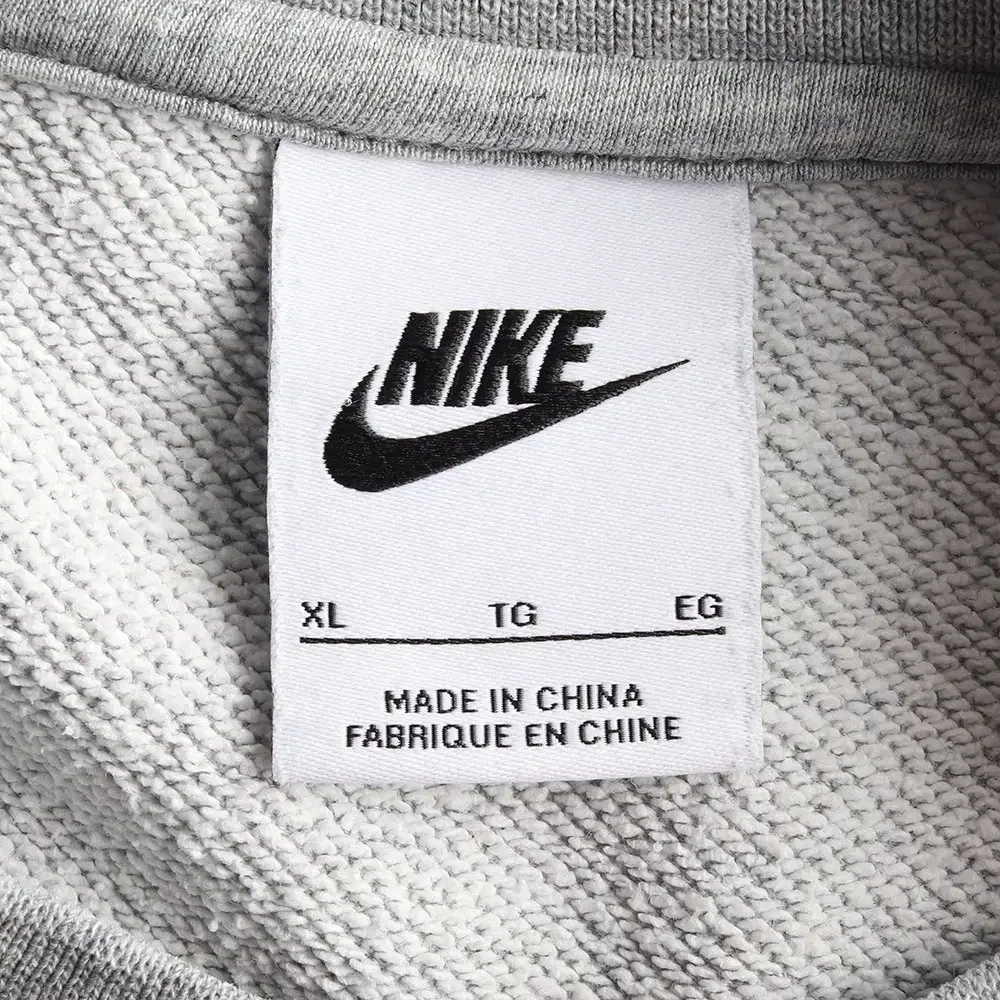 NIKE
XL TG EG
MADE IN CHINA
FABRIQUE EN CHINE